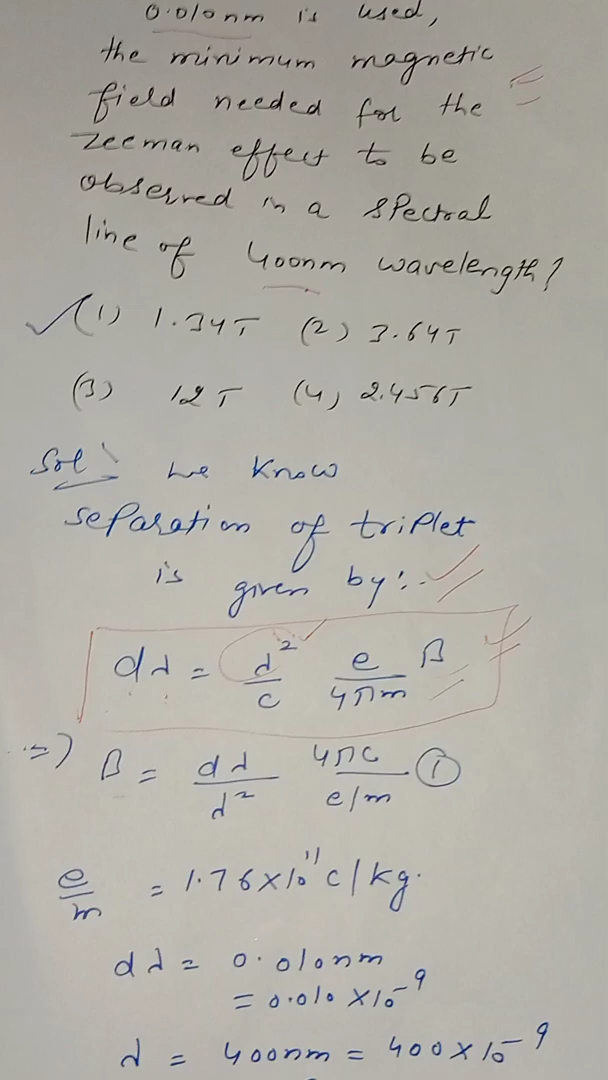 0.010nm is used,
the minimum magnetic
field needed for the
zeeman effect to be
observed in a spectral
line of 400nm wavelength?
(1) 1.34T (2) 3.64T
(3) 12T (4) 2.456T
Sol: we know
separation of triplet
is given by:-
dλ = λ²/c e/4πm B
=) B = dλ/λ² 4πc/e/m ①
e/m = 1.76×10¹¹ c/kg.
dλ = 0.010nm
= 0.010 ×10⁻⁹
λ = 400nm = 400×10⁻⁹